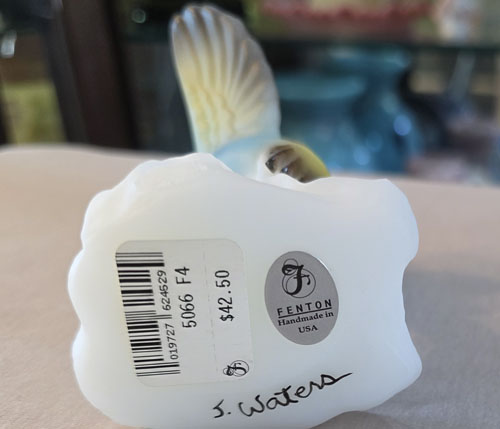 019727 624529
5066 F4
$42.50
F
F
FENTON
Handmade in
USA
J. Waters